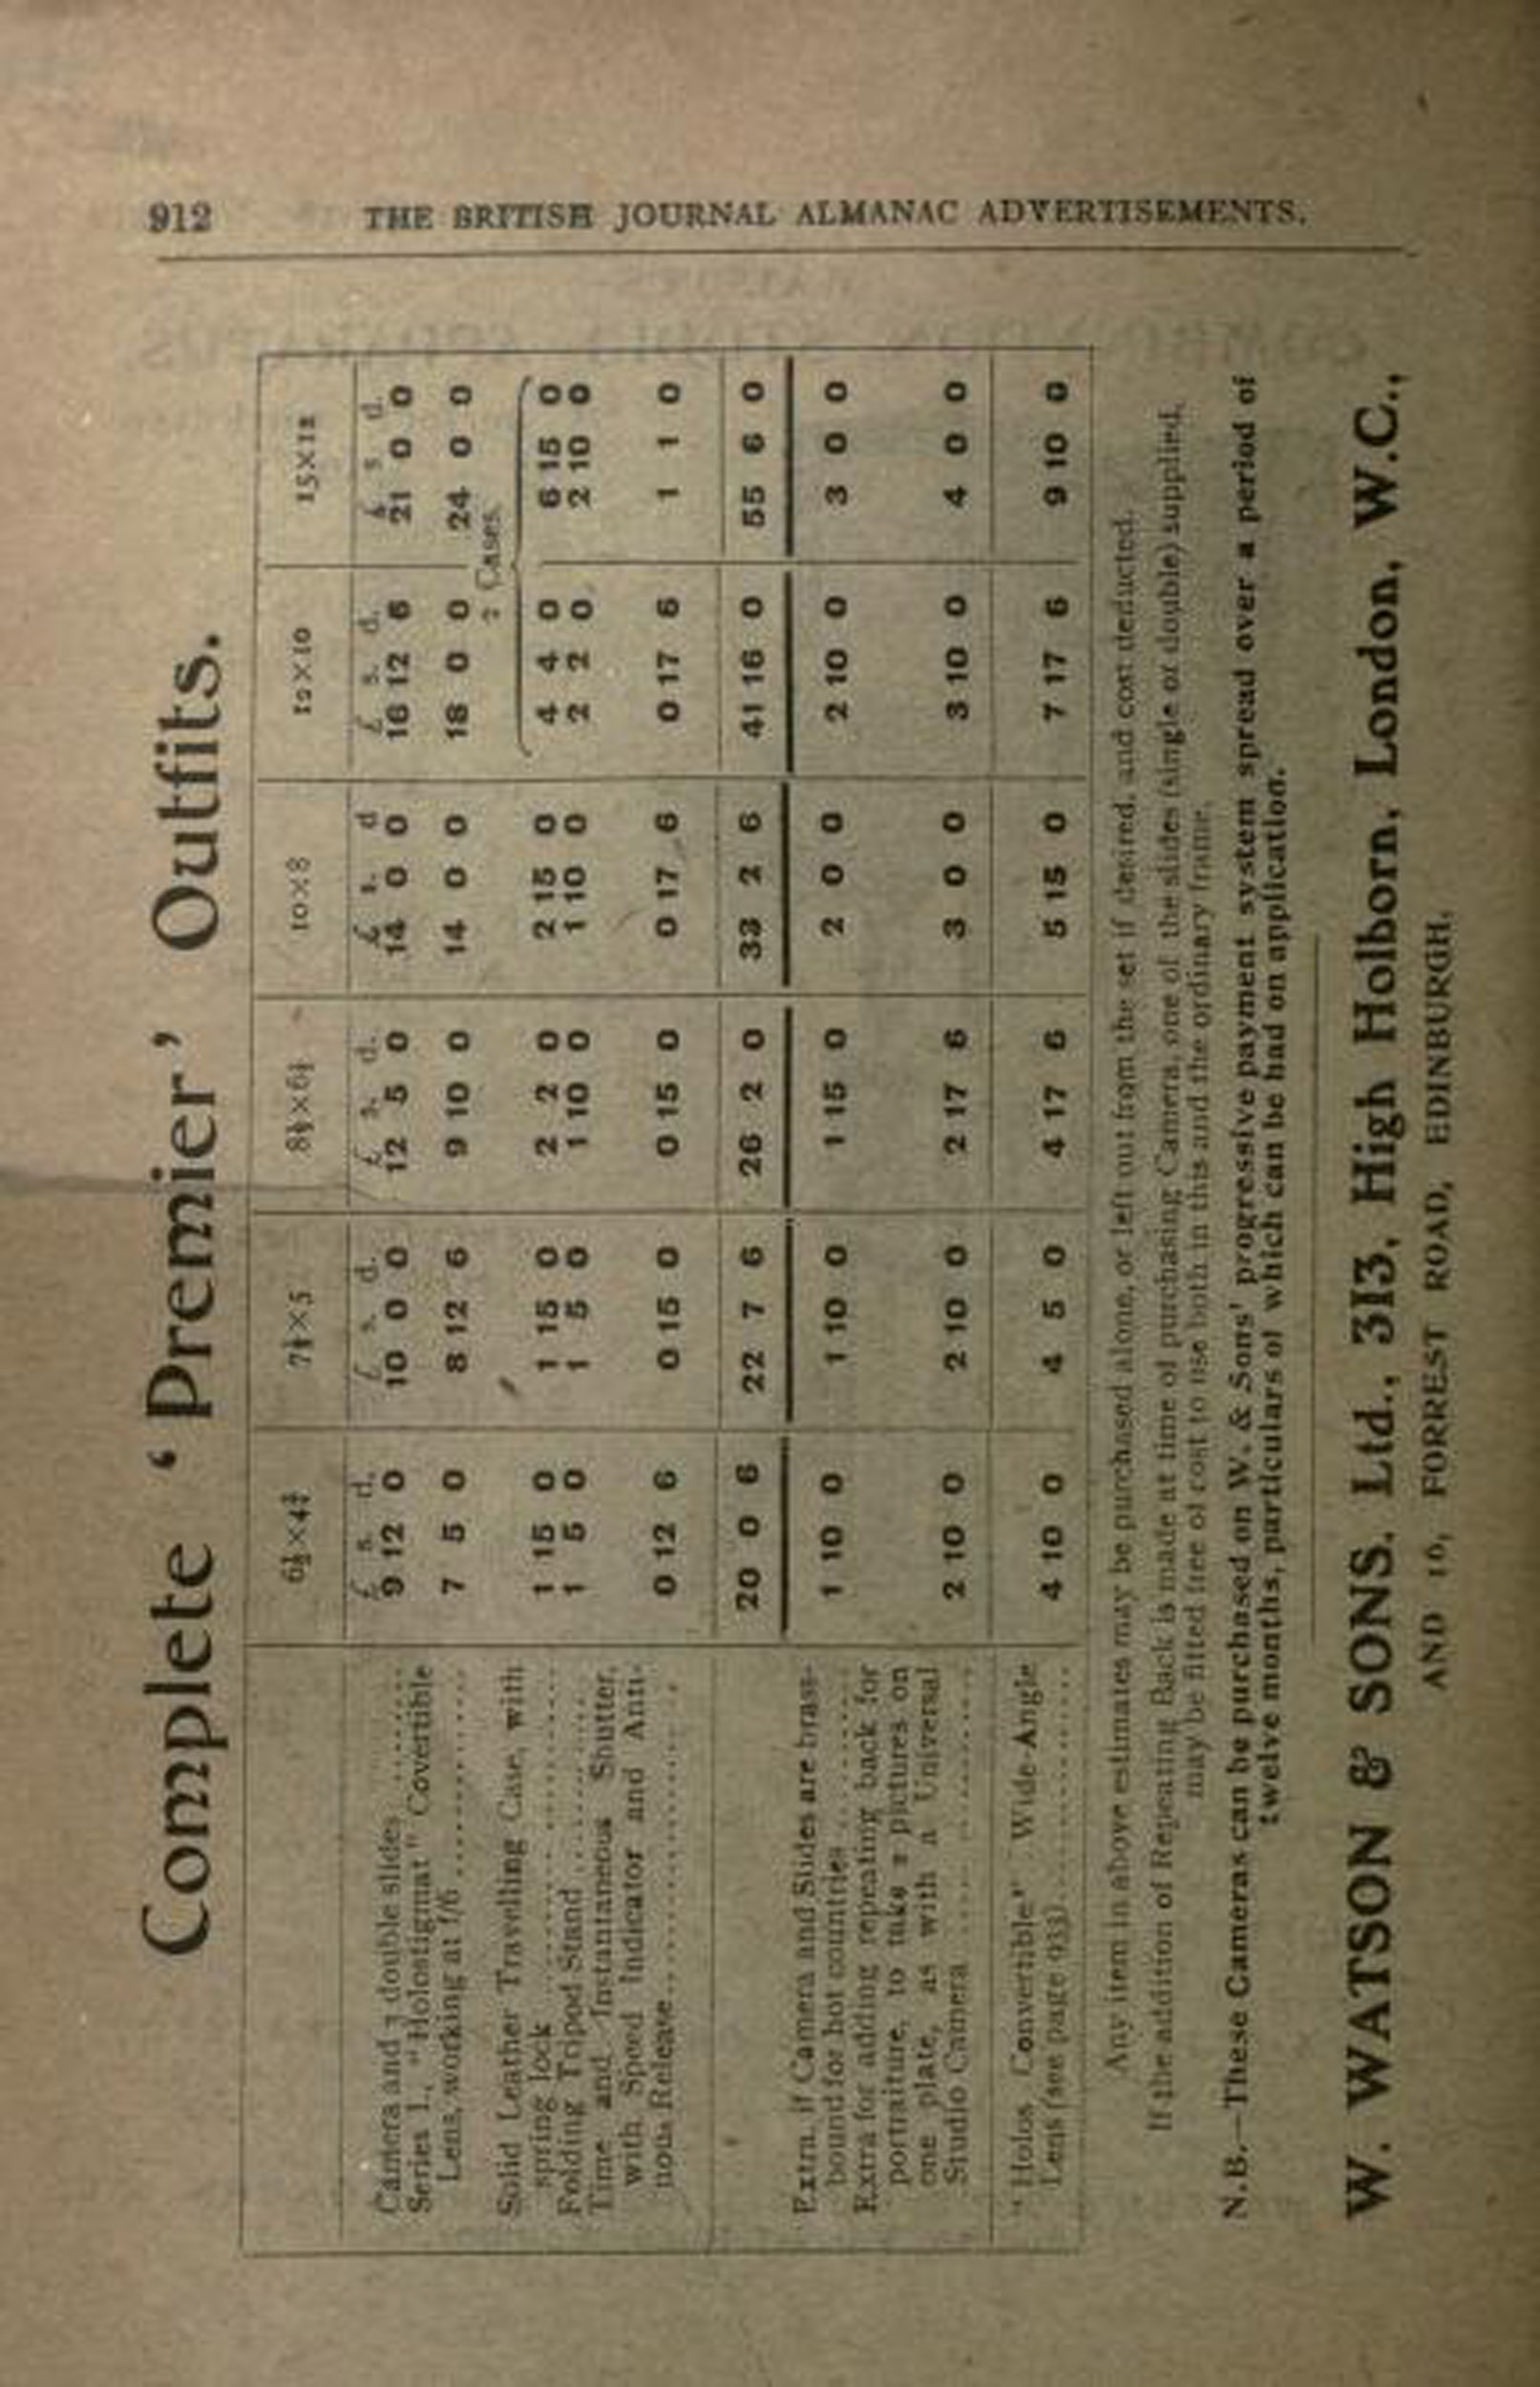 912 THE BRITISH JOURNAL ALMANAC ADVERTISEMENTS.
Complete ‘Premier’ Outfits.
6½×4¾ 7½×5 8½×6½ 10×8 12×10 15×12
£ s. d. £ s. d. £ s. d. £ s. d £ s. d. £ s d.
Camera and 3 double slides ........ 9 12 0 10 0 0 12 5 0 14 0 0 16 12 6 21 0 0
Series 1., "Holostigmat" Covertible
Lens, working at f/6 ............ 7 5 0 8 12 6 9 10 0 14 0 0 18 0 0 24 0 0
2 Cases.
Solid Leather Travelling Case, with
spring lock .................... 1 15 0 1 15 0 2 2 0 2 15 0 4 4 0 6 15 0
Folding Tripod Stand ............ 1 5 0 1 5 0 1 10 0 1 10 0 2 2 0 2 10 0
Time and Instantaneous Shutter,
with Speed Indicator and Anti-
nous Release.................... 0 12 6 0 15 0 0 15 0 0 17 6 0 17 6 1 1 0
20 0 6 22 7 6 26 2 0 33 2 6 41 16 0 55 6 0
Extra, if Camera and Slides are brass-
bound for hot countries .......... 1 10 0 1 10 0 1 15 0 2 0 0 2 10 0 3 0 0
Extra for adding repeating back for
portraiture, to take 2 pictures on
one plate, as with a Universal
Studio Camera .............. 2 10 0 2 10 0 2 17 6 3 0 0 3 10 0 4 0 0
"Holos Convertible" Wide-Angle
Lens (see page 933).............. 4 10 0 4 5 0 4 17 6 5 15 0 7 17 6 9 10 0
Any item in above estimates may be purchased alone, or left out from the set if desired, and cost deducted.
If the addition of Repeating Back is made at time of purchasing Camera, one of the slides (single or double) supplied,
may be fitted free of cost to use both in this and the ordinary frame.
N.B.—These Cameras can be purchased on W. & Sons' progressive payment system spread over a period of
twelve months, particulars of which can be had on application.
W. WATSON & SONS, Ltd., 313, High Holborn, London, W.C.,
AND 16, FORREST ROAD, EDINBURGH.